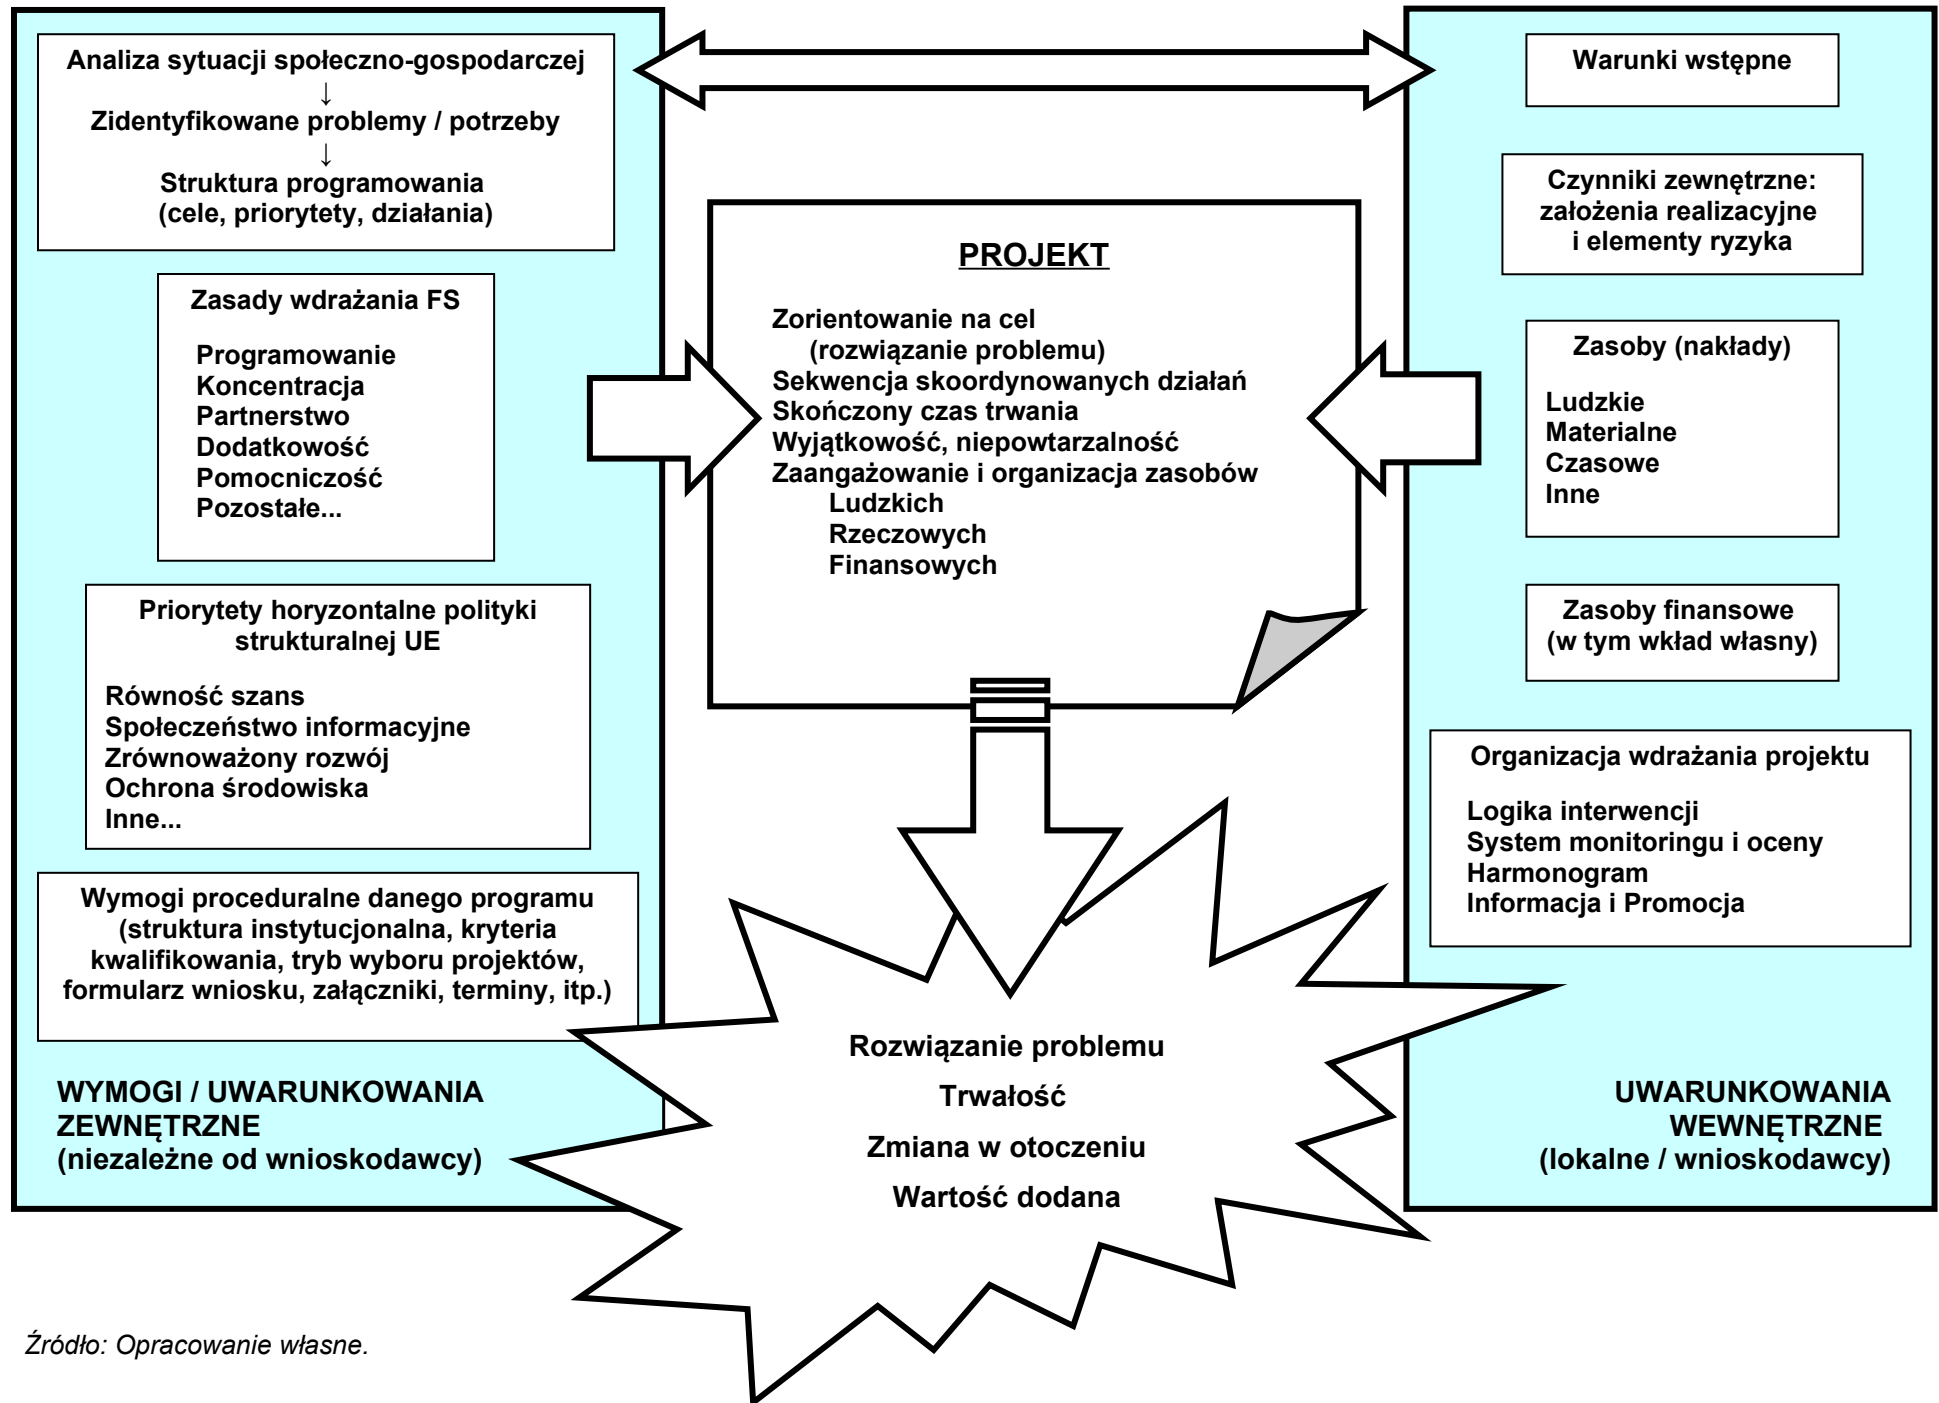 Analiza sytuacji społeczno-gospodarczej
↓
Zidentyfikowane problemy / potrzeby
↓
Struktura programowania
(cele, priorytety, działania)
Zasady wdrażania FS
Programowanie
Koncentracja
Partnerstwo
Dodatkowość
Pomocniczość
Pozostałe...
Priorytety horyzontalne polityki
strukturalnej UE
Równość szans
Społeczeństwo informacyjne
Zrównoważony rozwój
Ochrona środowiska
Inne...
Wymogi proceduralne danego programu
(struktura instytucjonalna, kryteria
kwalifikowania, tryb wyboru projektów,
formularz wniosku, załączniki, terminy, itp.)
WYMOGI / UWARUNKOWANIA
ZEWNĘTRZNE
(niezależne od wnioskodawcy)
PROJEKT
Zorientowanie na cel
(rozwiązanie problemu)
Sekwencja skoordynowanych działań
Skończony czas trwania
Wyjątkowość, niepowtarzalność
Zaangażowanie i organizacja zasobów
Ludzkich
Rzeczowych
Finansowych
Rozwiązanie problemu
Trwałość
Zmiana w otoczeniu
Wartość dodana
Warunki wstępne
Czynniki zewnętrzne:
założenia realizacyjne
i elementy ryzyka
Zasoby (nakłady)
Ludzkie
Materialne
Czasowe
Inne
Zasoby finansowe
(w tym wkład własny)
Organizacja wdrażania projektu
Logika interwencji
System monitoringu i oceny
Harmonogram
Informacja i Promocja
UWARUNKOWANIA
WEWNĘTRZNE
(lokalne / wnioskodawcy)
Źródło: Opracowanie własne.